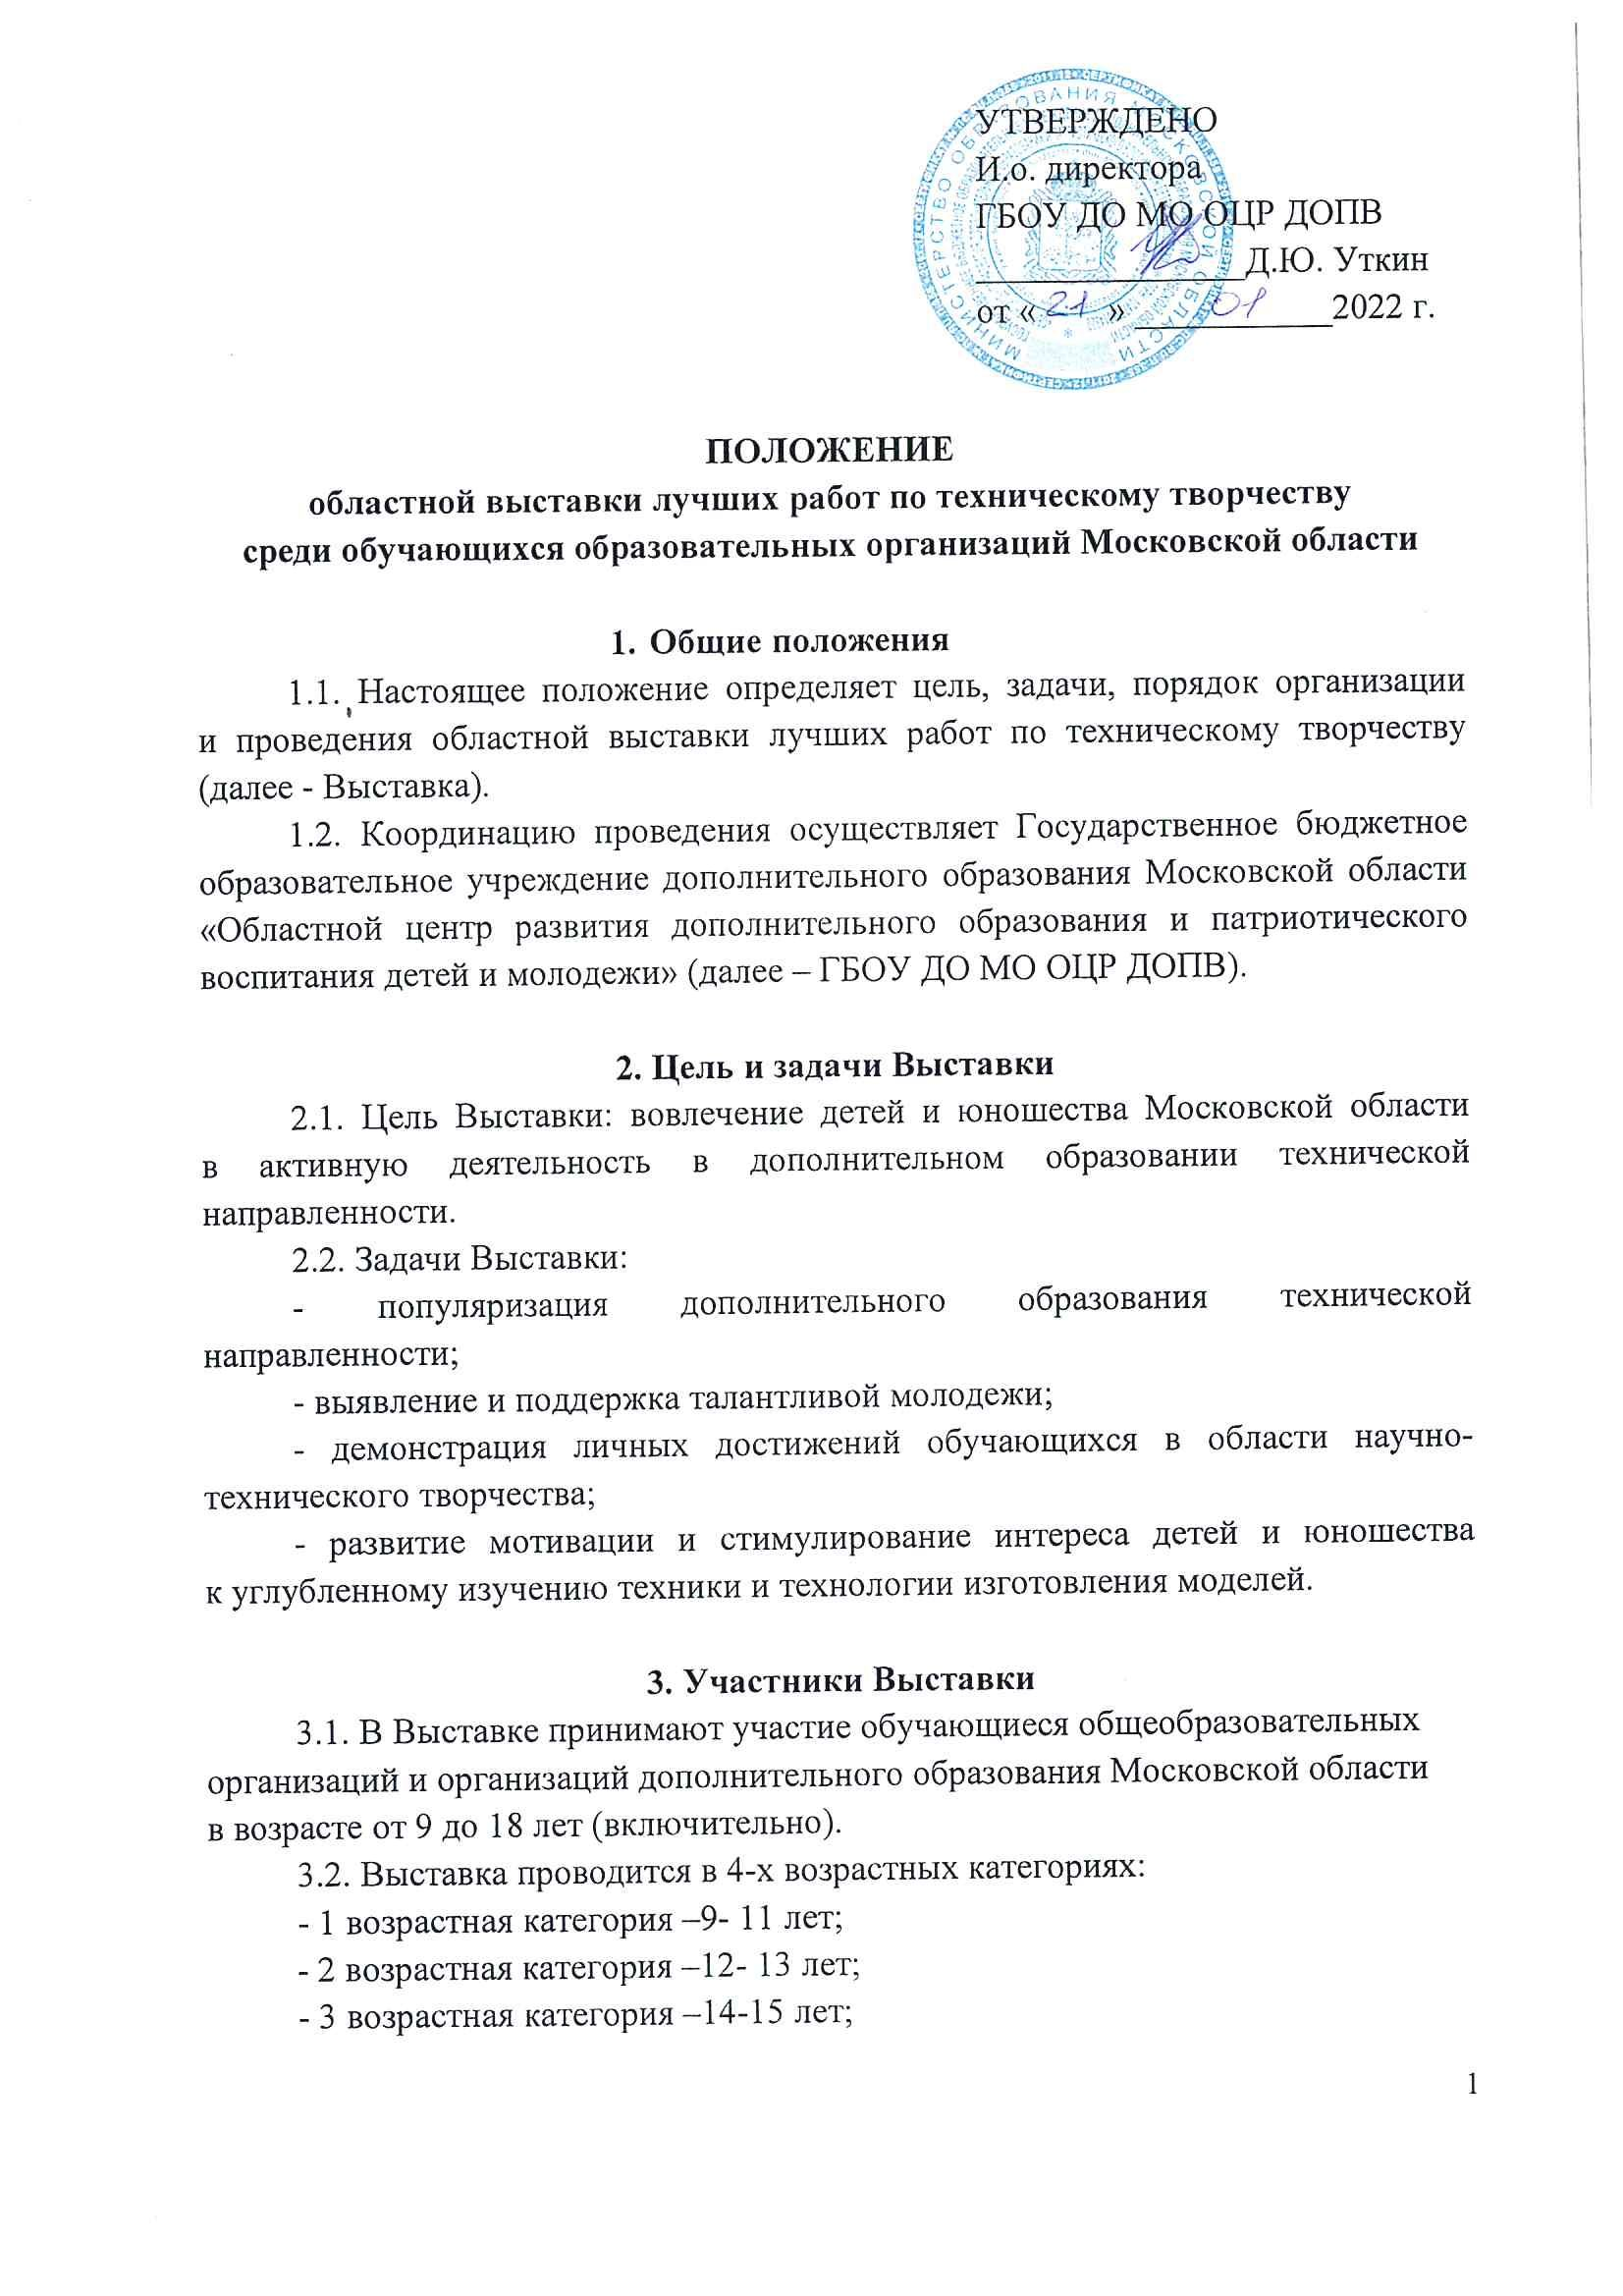 МИНИСТЕРСТВО ОБРАЗОВАНИЯ МОСКОВСКОЙ ОБЛАСТИ
УТВЕРЖДЕНО
И.о. директора
ГБОУ ДО МО ОЦР ДОПВ
_______________Д.Ю. Уткин
от « 21 » 01 2022 г.
ПОЛОЖЕНИЕ
областной выставки лучших работ по техническому творчеству
среди обучающихся образовательных организаций Московской области
1. Общие положения
1.1. Настоящее положение определяет цель, задачи, порядок организации
и проведения областной выставки лучших работ по техническому творчеству
(далее - Выставка).
1.2. Координацию проведения осуществляет Государственное бюджетное
образовательное учреждение дополнительного образования Московской области
«Областной центр развития дополнительного образования и патриотического
воспитания детей и молодежи» (далее – ГБОУ ДО МО ОЦР ДОПВ).
2. Цель и задачи Выставки
2.1. Цель Выставки: вовлечение детей и юношества Московской области
в активную деятельность в дополнительном образовании технической
направленности.
2.2. Задачи Выставки:
- популяризация дополнительного образования технической
направленности;
- выявление и поддержка талантливой молодежи;
- демонстрация личных достижений обучающихся в области научно-
технического творчества;
- развитие мотивации и стимулирование интереса детей и юношества
к углубленному изучению техники и технологии изготовления моделей.
3. Участники Выставки
3.1. В Выставке принимают участие обучающиеся общеобразовательных
организаций и организаций дополнительного образования Московской области
в возрасте от 9 до 18 лет (включительно).
3.2. Выставка проводится в 4-х возрастных категориях:
- 1 возрастная категория –9- 11 лет;
- 2 возрастная категория –12- 13 лет;
- 3 возрастная категория –14-15 лет;
1